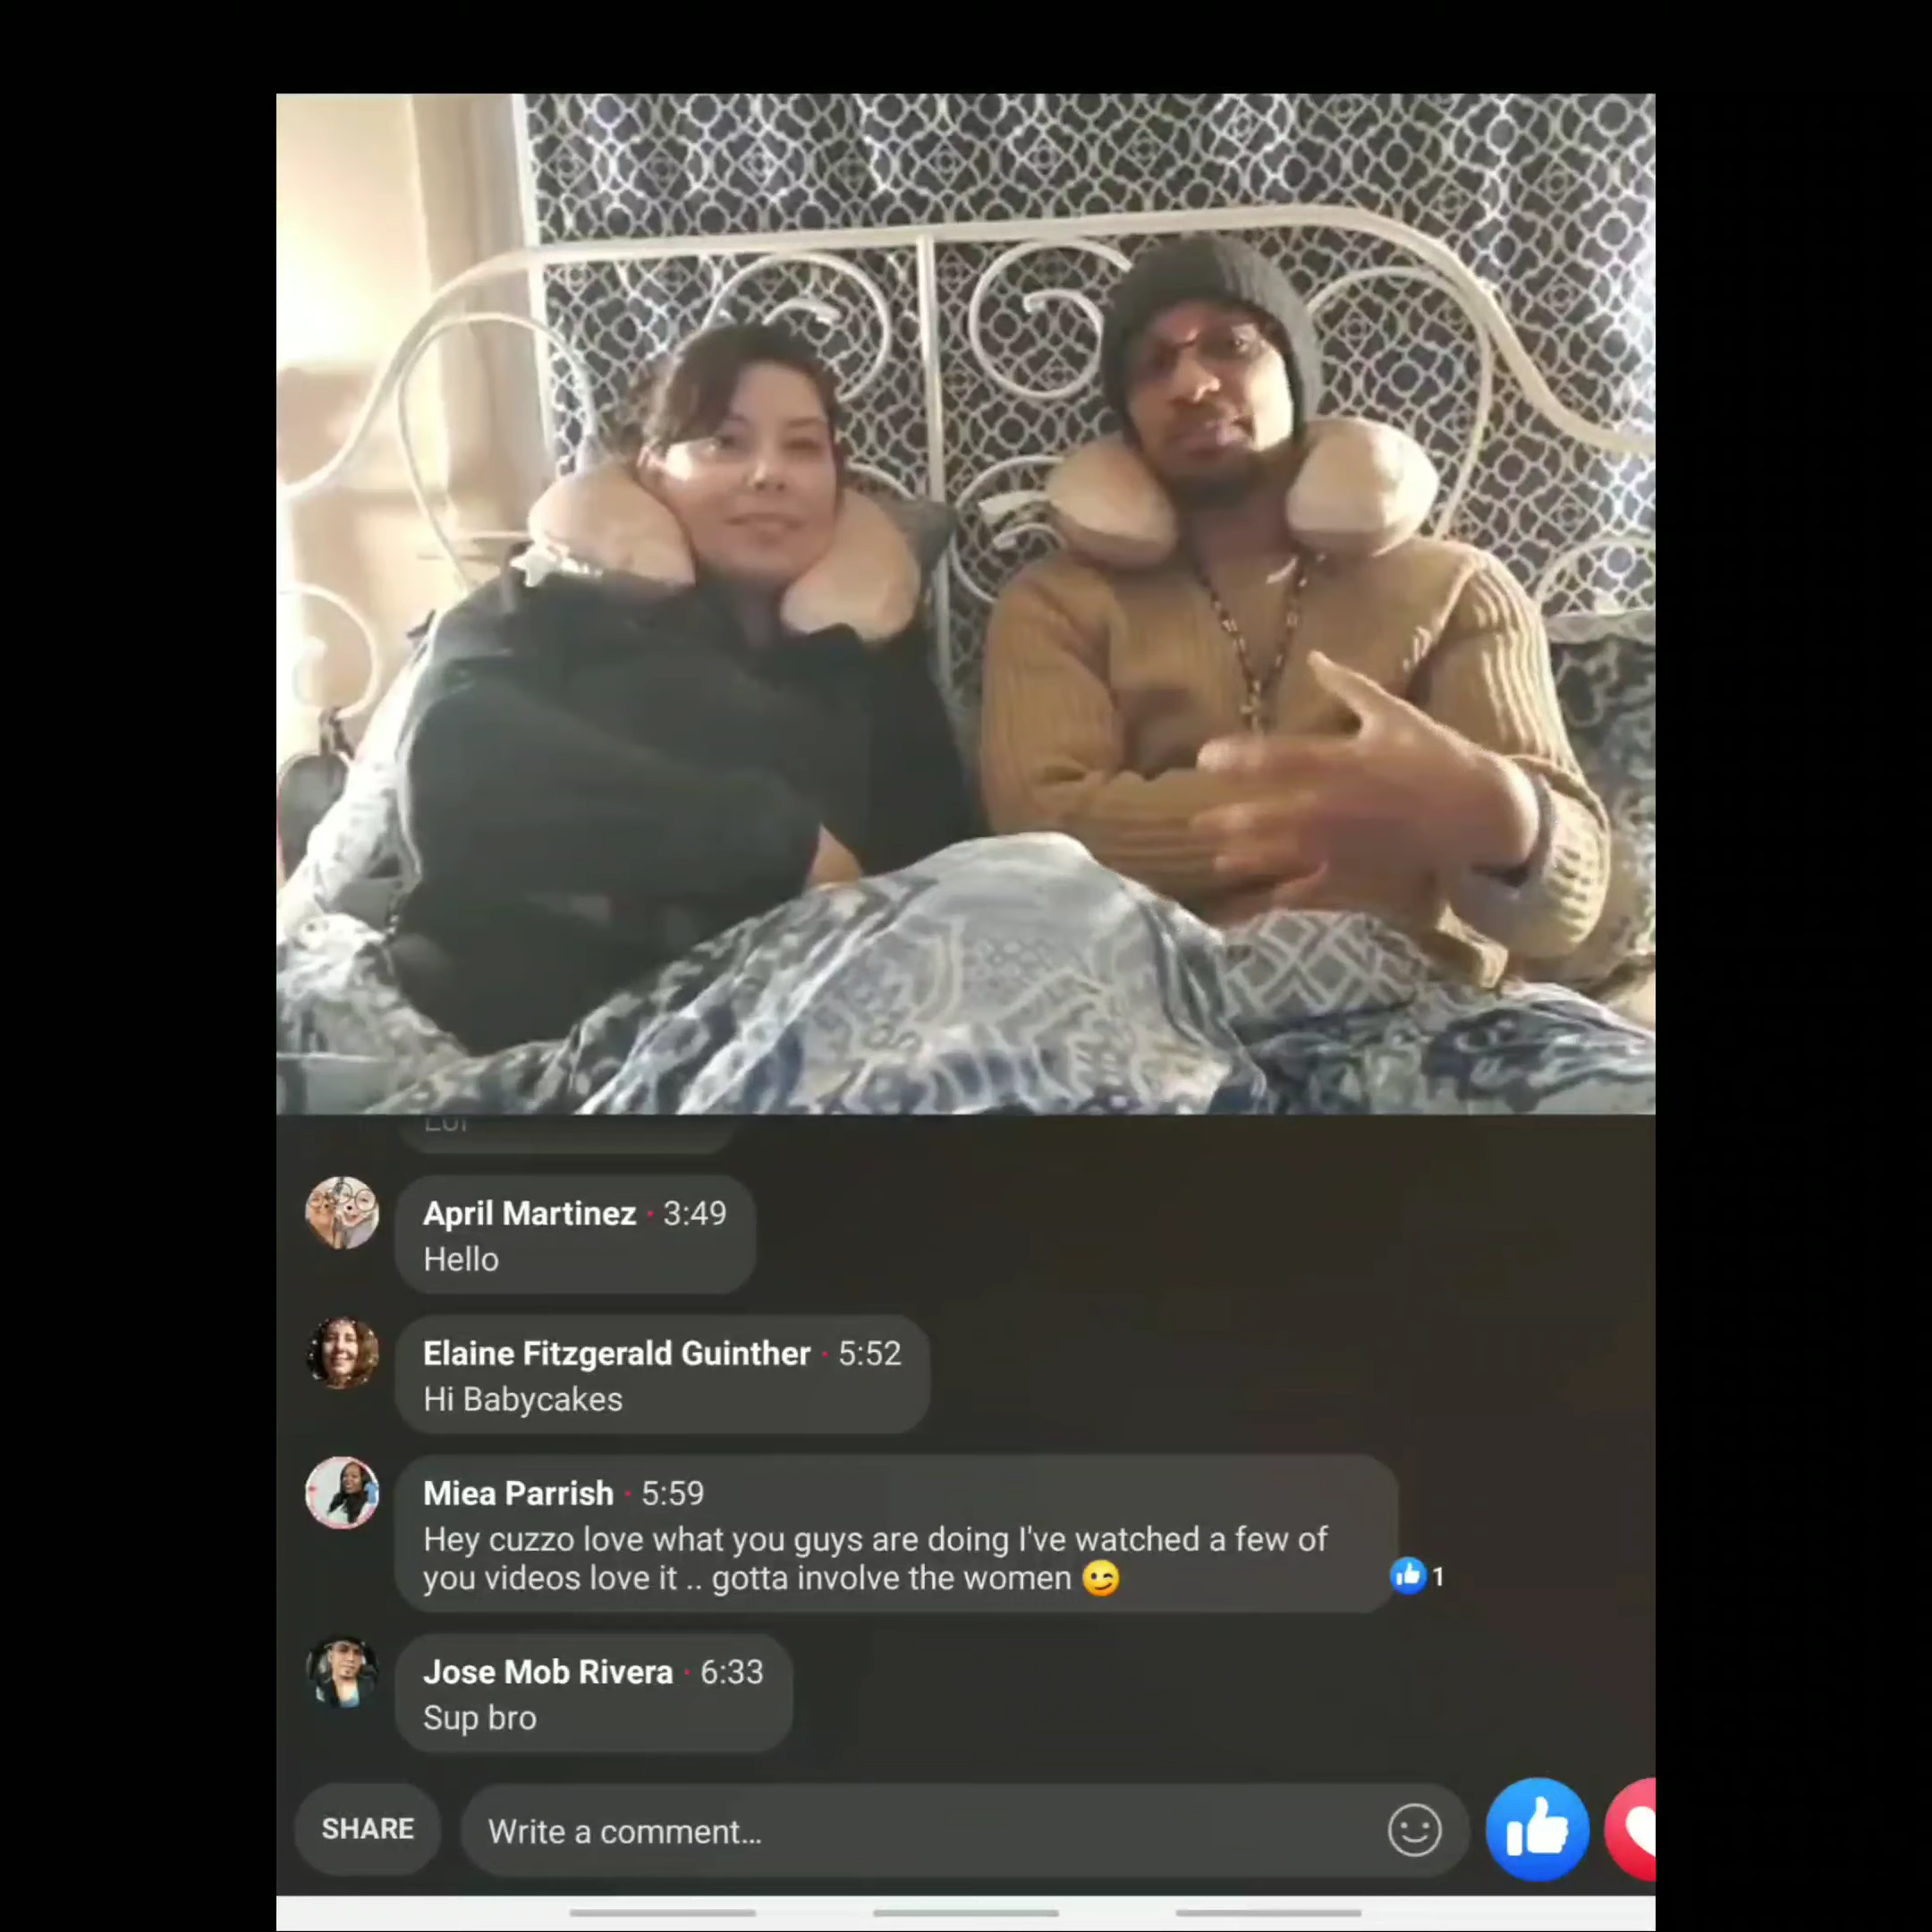 April Martinez · 3:49
Hello
Elaine Fitzgerald Guinther · 5:52
Hi Babycakes
Miea Parrish · 5:59
Hey cuzzo love what you guys are doing I've watched a few of
you videos love it .. gotta involve the women 😉
1
Jose Mob Rivera · 6:33
Sup bro
SHARE
Write a comment...